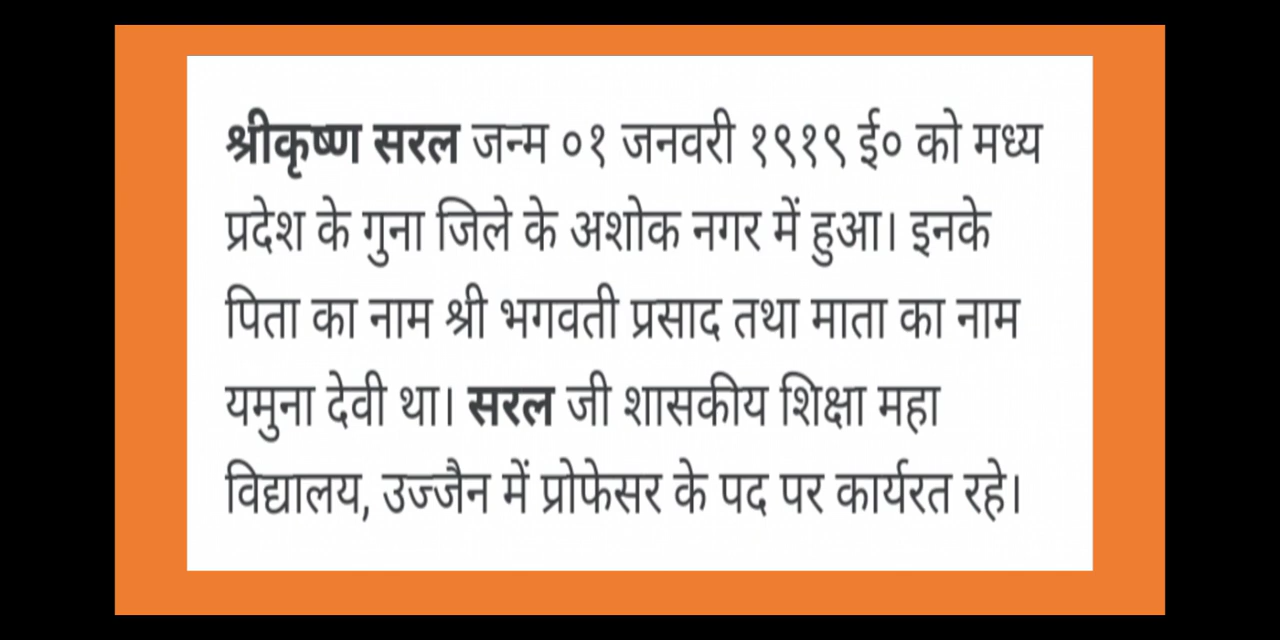 श्रीकृष्ण सरल जन्म ०१ जनवरी १९१९ ई० को मध्य
प्रदेश के गुना जिले के अशोक नगर में हुआ। इनके
पिता का नाम श्री भगवती प्रसाद तथा माता का नाम
यमुना देवी था। सरल जी शासकीय शिक्षा महा
विद्यालय, उज्जैन में प्रोफेसर के पद पर कार्यरत रहे।